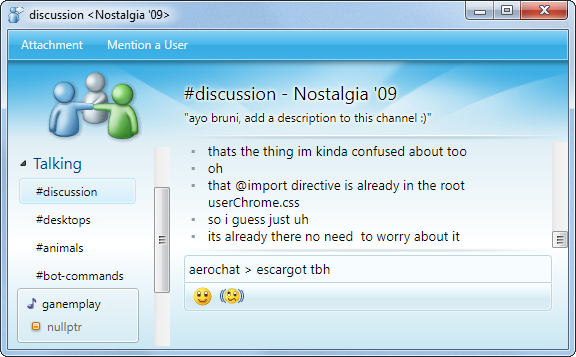 discussion <Nostalgia '09>
Attachment Mention a User
#discussion - Nostalgia '09
"ayo bruni, add a description to this channel :)"
Talking
#discussion
#desktops
#animals
#bot-commands
ganemplay
nullptr
thats the thing im kinda confused about too
oh
that @import directive is already in the root
userChrome.css
so i guess just uh
its already there no need  to worry about it
aerochat > escargot tbh